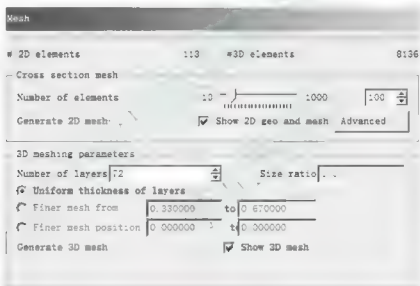 Mesh
# 2D elements 113 #3D elements 8136
Cross section mesh
Number of elements 10 1000 100
Generate 2D mesh Show 2D geo and mesh Advanced
3D meshing parameters
Number of layers 72 Size ratio
Uniform thickness of layers
Finer mesh from 0.330000 to 0.670000
Finer mesh position 0.000000 to 0.000000
Generate 3D mesh Show 3D mesh